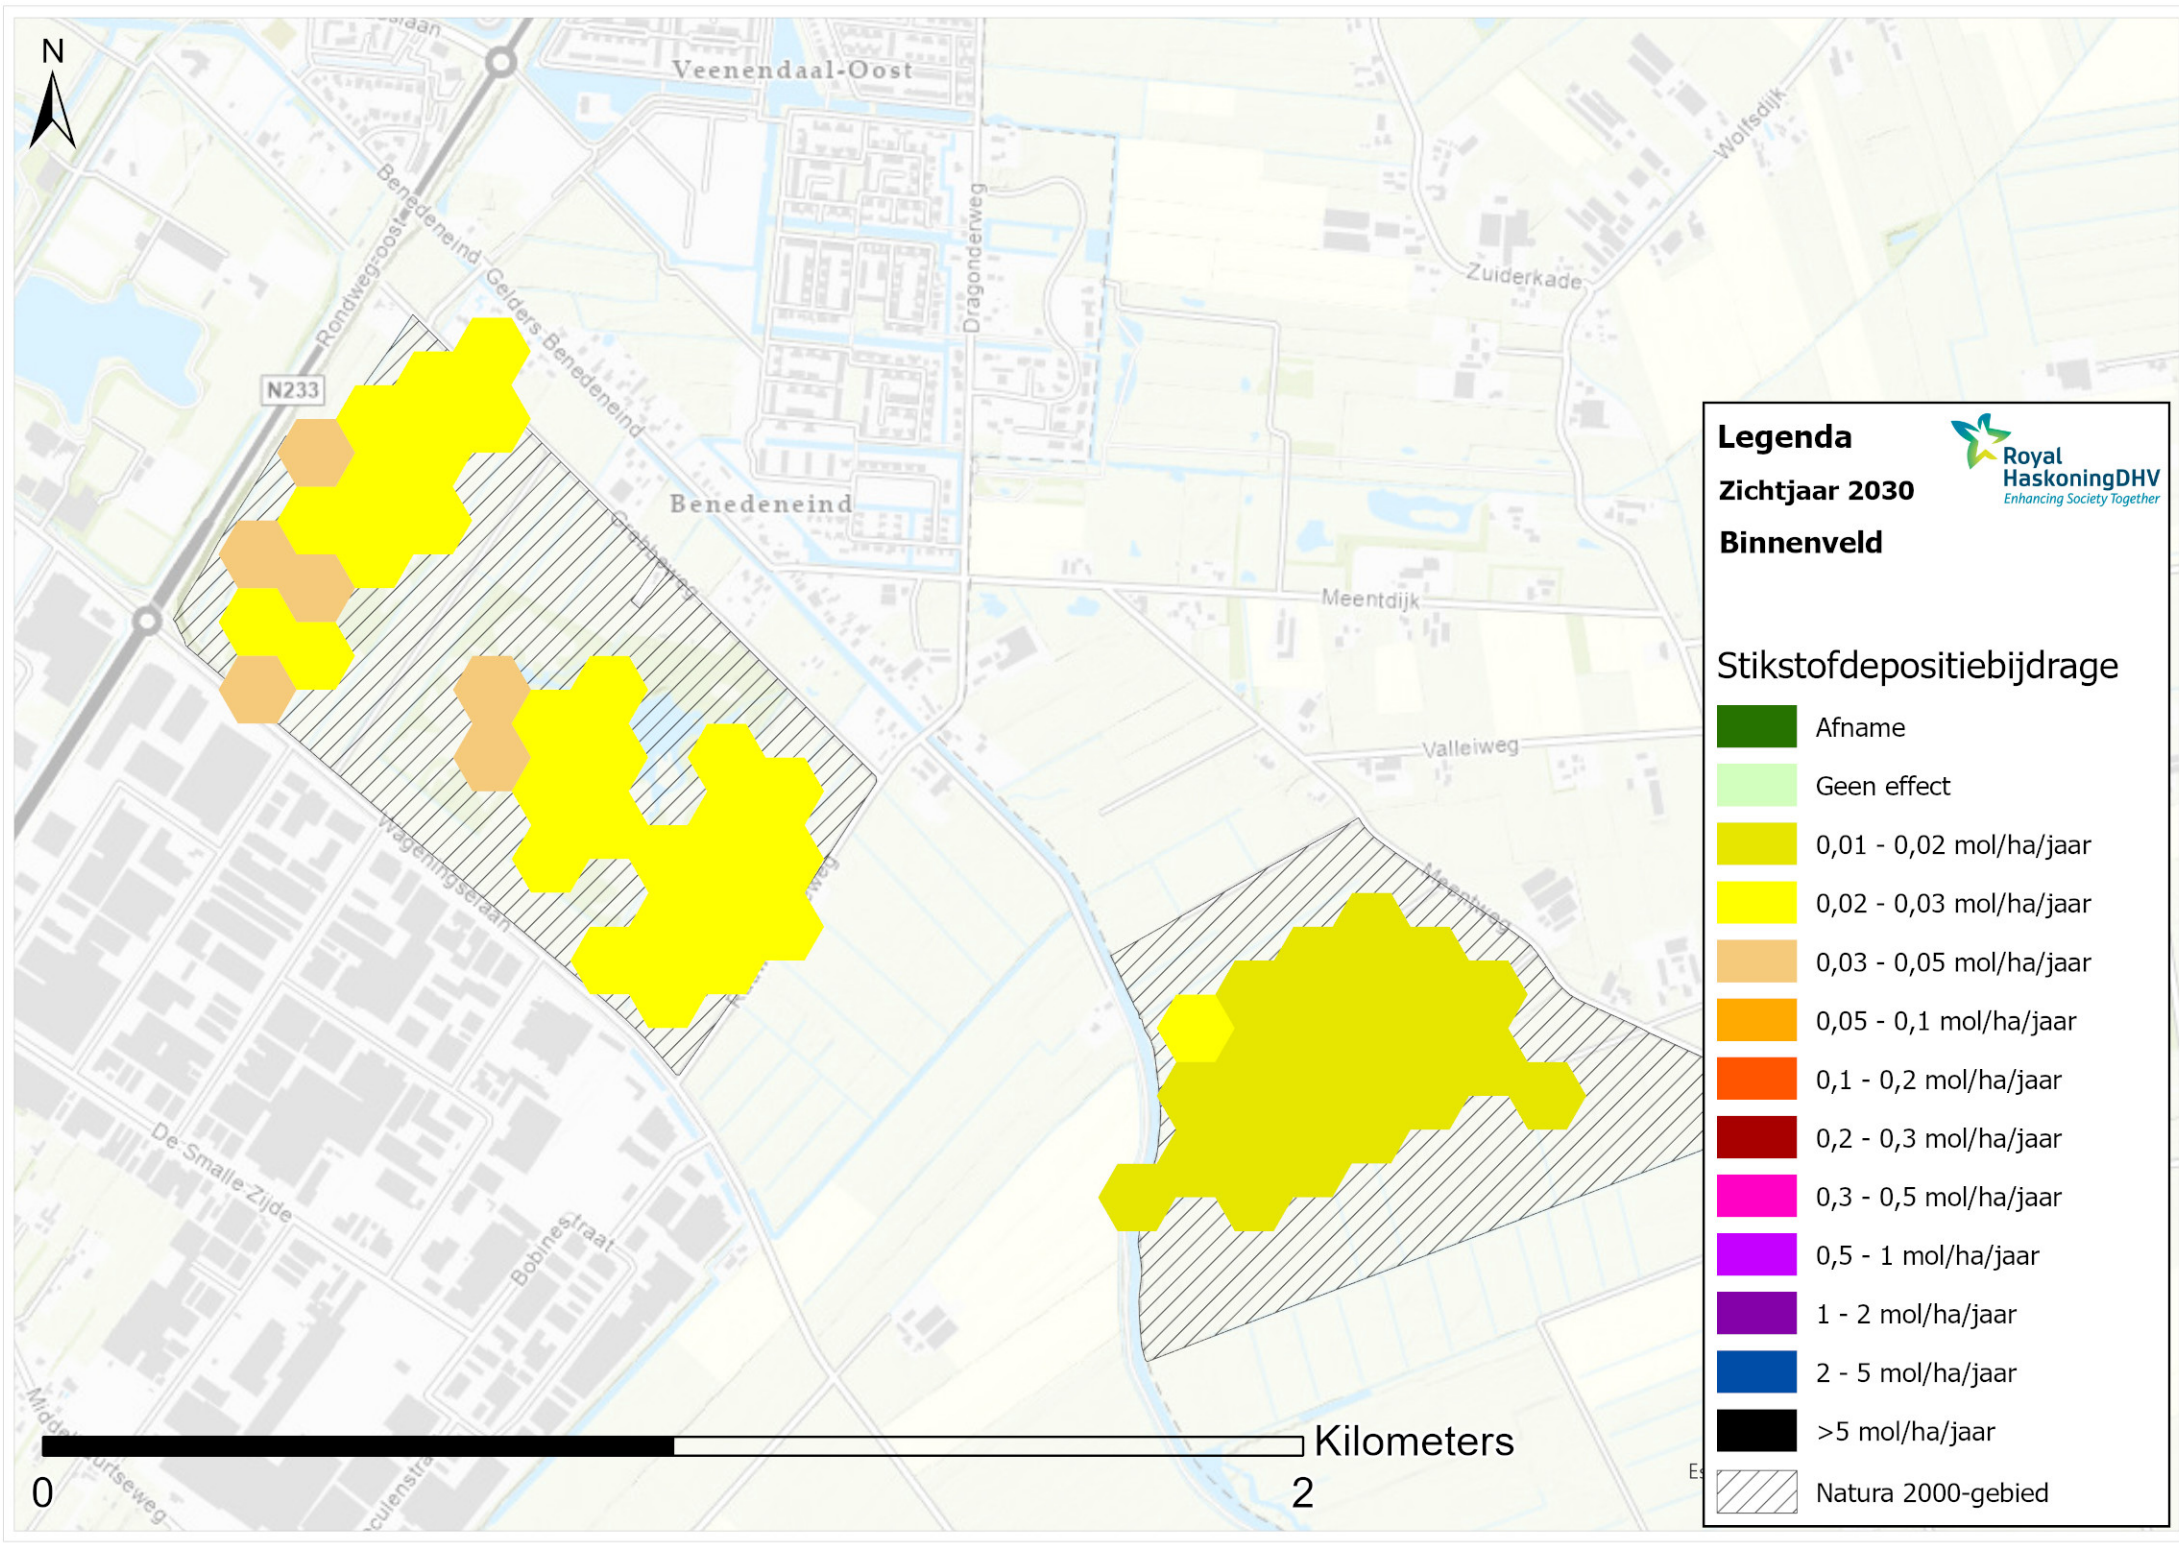 N
Veenendaal-Oost
Wolfsdijk
Benedeneind
Gelders-Benedeneind
Rondweg-oost
Dragonderweg
Zuiderkade
N233
Benedeneind
Grebbeweg
Meentdijk
Valleiweg
Wageningselaan
Meentweg
De Smalle Zijde
Bobinestraat
Kilometers
0
2
Legenda
Royal
HaskoningDHV
Enhancing Society Together
Zichtjaar 2030
Binnenveld
Stikstofdepositiebijdrage
Afname
Geen effect
0,01 - 0,02 mol/ha/jaar
0,02 - 0,03 mol/ha/jaar
0,03 - 0,05 mol/ha/jaar
0,05 - 0,1 mol/ha/jaar
0,1 - 0,2 mol/ha/jaar
0,2 - 0,3 mol/ha/jaar
0,3 - 0,5 mol/ha/jaar
0,5 - 1 mol/ha/jaar
1 - 2 mol/ha/jaar
2 - 5 mol/ha/jaar
>5 mol/ha/jaar
Natura 2000-gebied